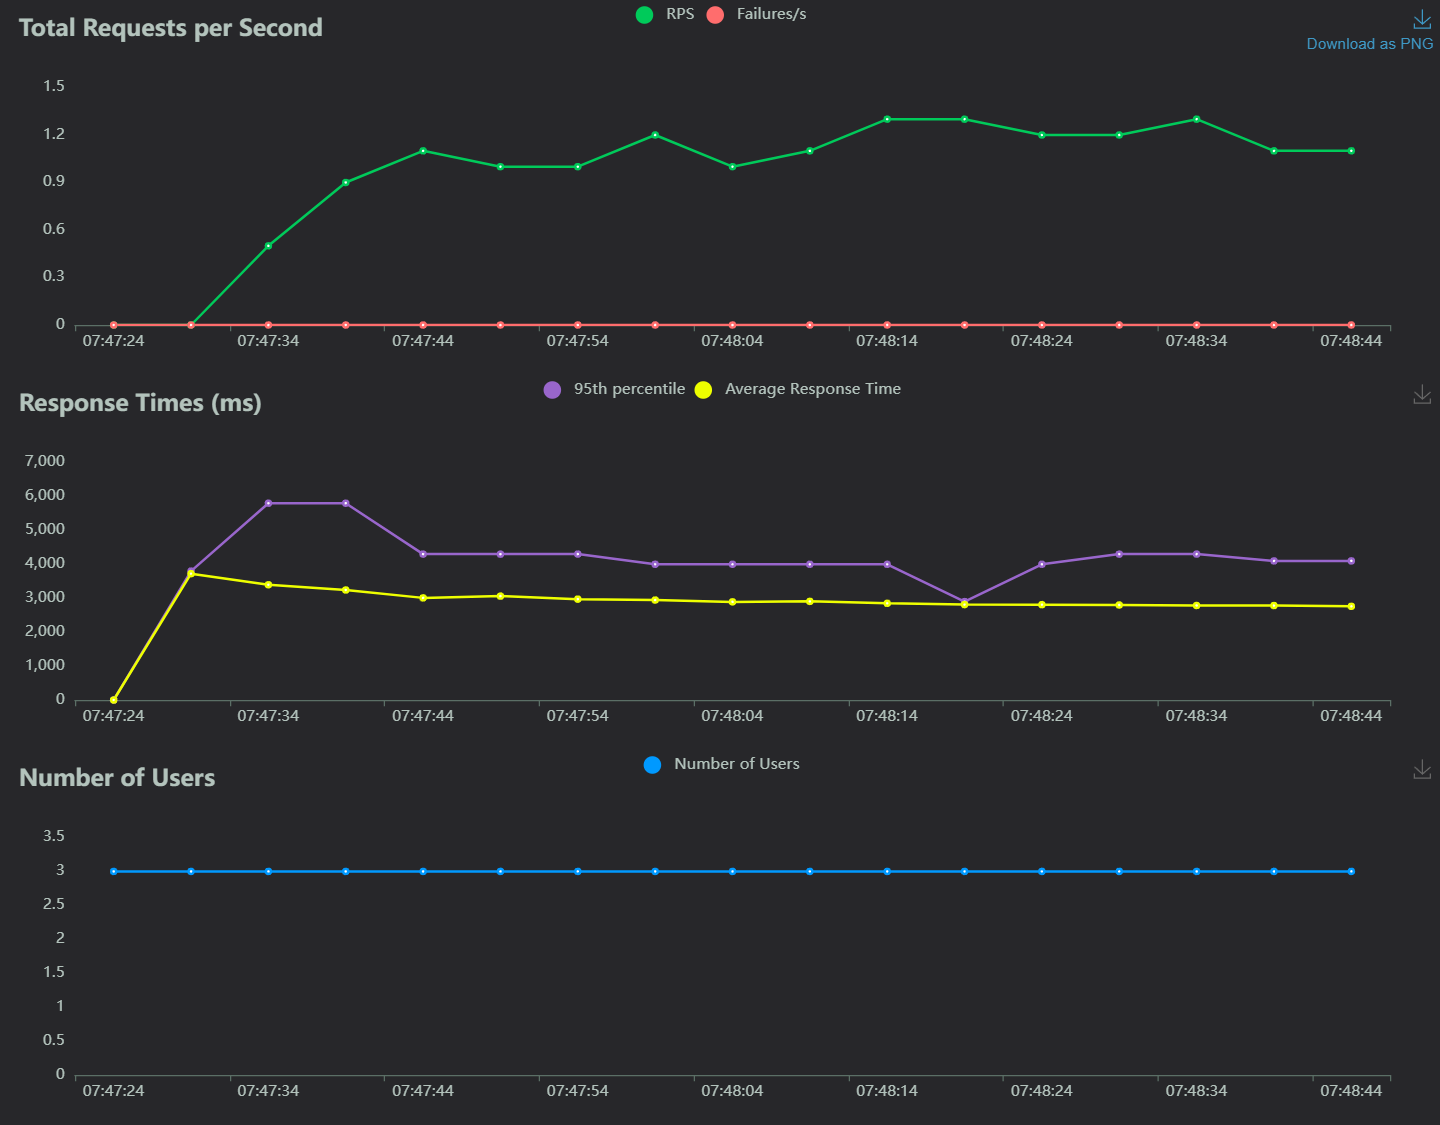 Total Requests per Second
RPS Failures/s
Download as PNG
1.5
1.2
0.9
0.6
0.3
0
07:47:24 07:47:34 07:47:44 07:47:54 07:48:04 07:48:14 07:48:24 07:48:34 07:48:44
Response Times (ms)
95th percentile Average Response Time
7,000
6,000
5,000
4,000
3,000
2,000
1,000
0
07:47:24 07:47:34 07:47:44 07:47:54 07:48:04 07:48:14 07:48:24 07:48:34 07:48:44
Number of Users
Number of Users
3.5
3
2.5
2
1.5
1
0.5
0
07:47:24 07:47:34 07:47:44 07:47:54 07:48:04 07:48:14 07:48:24 07:48:34 07:48:44